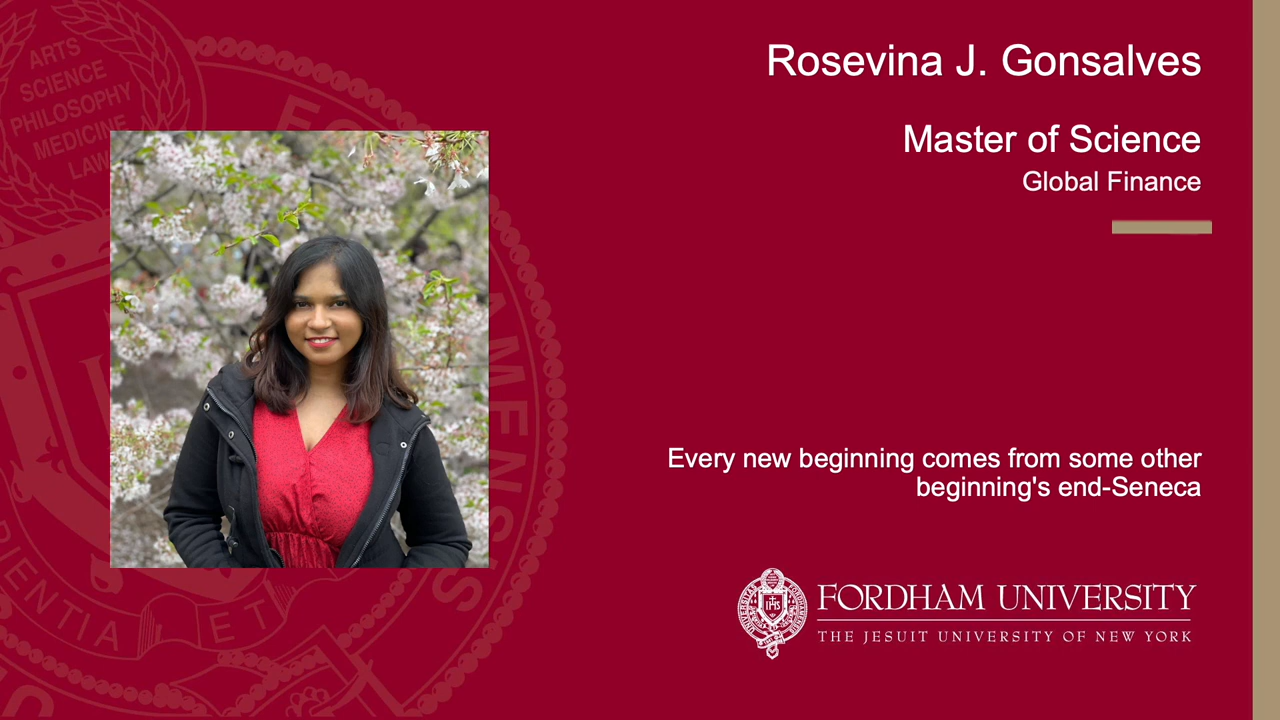 Rosevina J. Gonsalves
Master of Science
Global Finance
Every new beginning comes from some other
beginning's end-Seneca
FORDHAM UNIVERSITY
THE JESUIT UNIVERSITY OF NEW YORK
ARTS
SCIENCE
PHILOSOPHY
MEDICINE
LAW
ET